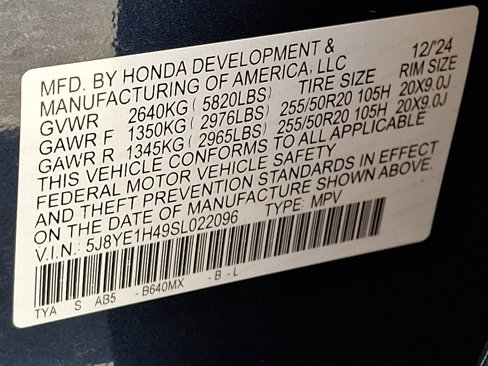 MFD. BY HONDA DEVELOPMENT & 12/'24
MANUFACTURING OF AMERICA, LLC
TIRE SIZE RIM SIZE
GVWR 2640KG ( 5820LBS)
GAWR F 1350KG ( 2976LBS) 255/50R20 105H 20X9.0J
GAWR R 1345KG ( 2965LBS) 255/50R20 105H 20X9.0J
THIS VEHICLE CONFORMS TO ALL APPLICABLE
FEDERAL MOTOR VEHICLE SAFETY
AND THEFT PREVENTION STANDARDS IN EFFECT
ON THE DATE OF MANUFACTURE SHOWN ABOVE.
V.I.N.: 5J8YE1H49SL022096 TYPE: MPV
TYA S AB5 - B640MX - B - L